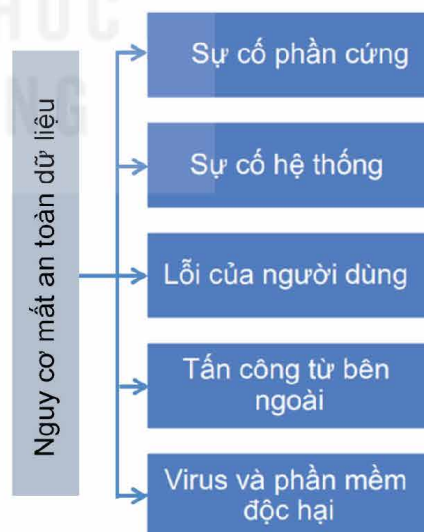 Nguy cơ mất an toàn dữ liệu
Sự cố phần cứng
Sự cố hệ thống
Lỗi của người dùng
Tấn công từ bên
ngoài
Virus và phần mềm
độc hại